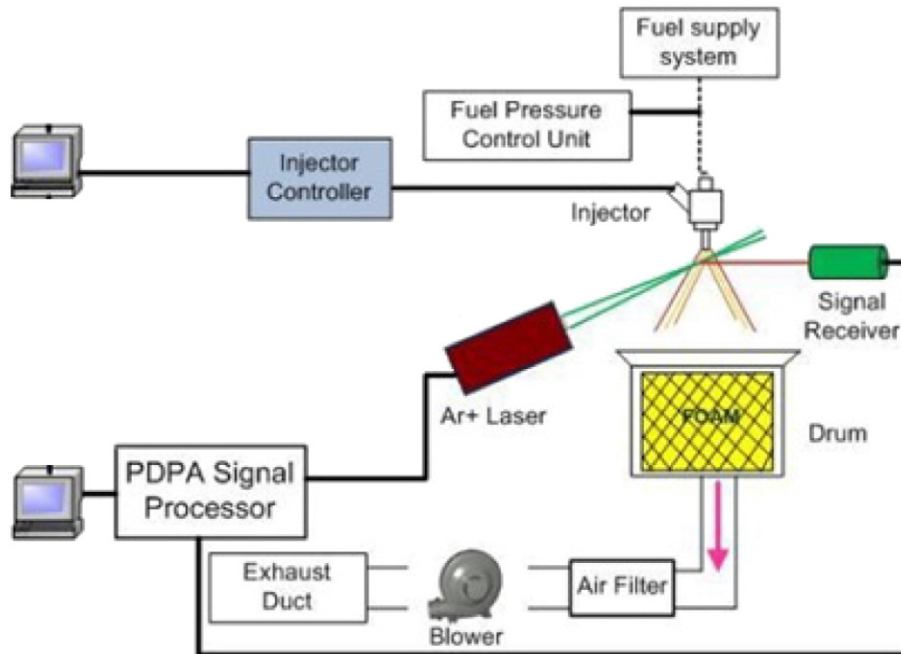 Fuel supply
system
Fuel Pressure
Control Unit
Injector
Controller
Injector
Signal
Receiver
Ar+ Laser
FOAM
Drum
PDPA Signal
Processor
Exhaust
Duct
Blower
Air Filter